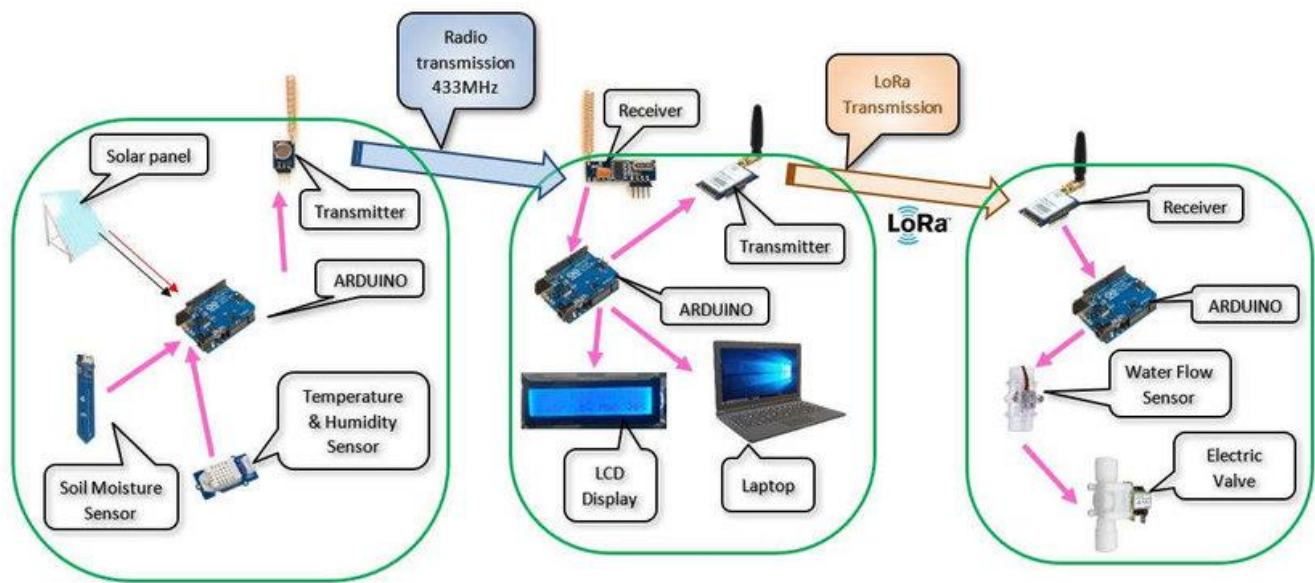 Radio
transmission
433MHz
LoRa
Transmission
Solar panel
Transmitter
ARDUINO
Soil Moisture
Sensor
Temperature
& Humidity
Sensor
Receiver
Transmitter
ARDUINO
LCD
Display
Laptop
LoRa
Receiver
ARDUINO
Water Flow
Sensor
Electric
Valve